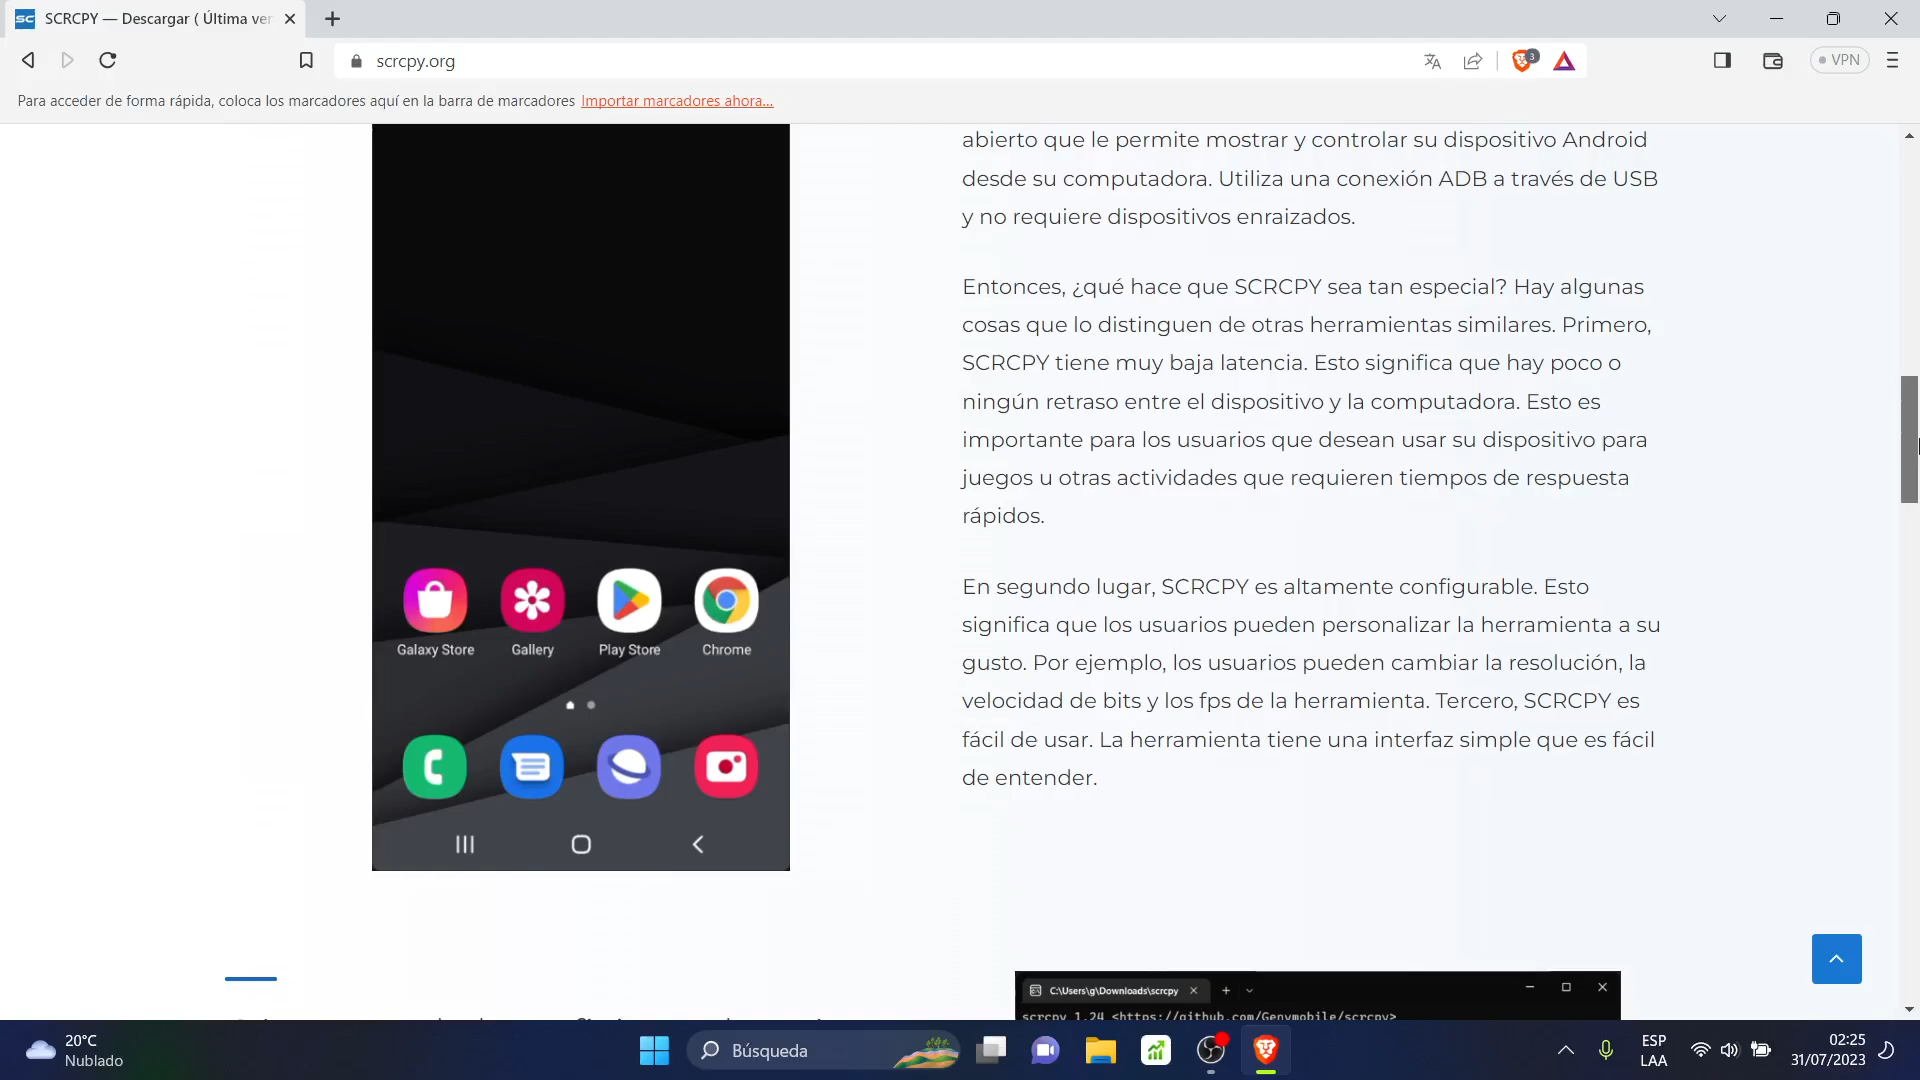 SCRCPY — Descargar ( Última ver
scrcpy.org
3
VPN
Para acceder de forma rápida, coloca los marcadores aquí en la barra de marcadores Importar marcadores ahora...
abierto que le permite mostrar y controlar su dispositivo Android
desde su computadora. Utiliza una conexión ADB a través de USB
y no requiere dispositivos enraizados.
Entonces, ¿qué hace que SCRCPY sea tan especial? Hay algunas
cosas que lo distinguen de otras herramientas similares. Primero,
SCRCPY tiene muy baja latencia. Esto significa que hay poco o
ningún retraso entre el dispositivo y la computadora. Esto es
importante para los usuarios que desean usar su dispositivo para
juegos u otras actividades que requieren tiempos de respuesta
rápidos.
En segundo lugar, SCRCPY es altamente configurable. Esto
significa que los usuarios pueden personalizar la herramienta a su
gusto. Por ejemplo, los usuarios pueden cambiar la resolución, la
velocidad de bits y los fps de la herramienta. Tercero, SCRCPY es
fácil de usar. La herramienta tiene una interfaz simple que es fácil
de entender.
Galaxy Store
Gallery
Play Store
Chrome
C:\Users\g\Downloads\scrcpy
scrcpy 1.24 <https://github.com/Genymobile/scrcpy>
20°C
Nublado
Búsqueda
ESP
LAA
02:25
31/07/2023